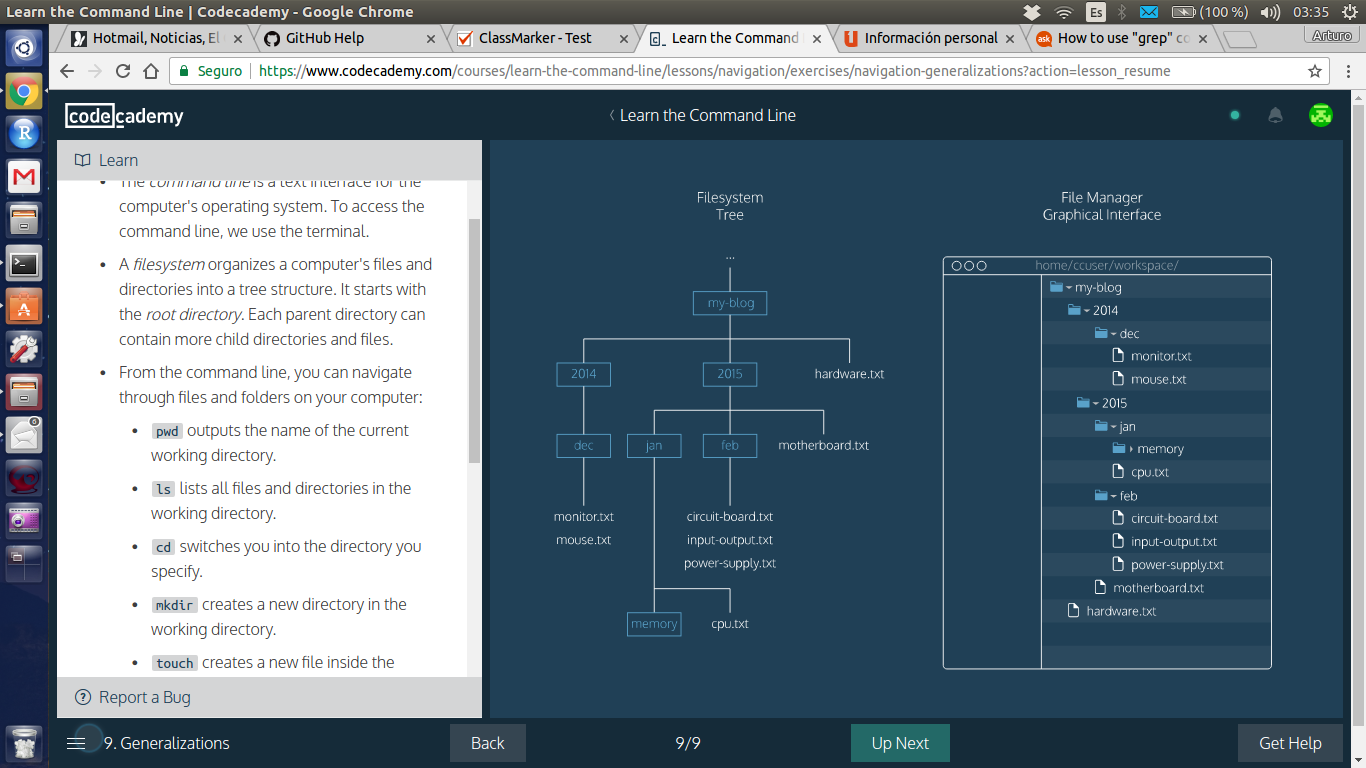 Learn the Command Line | Codecademy - Google Chrome
Es
(100 %)
03:35
Hotmail, Noticias, El
GitHub Help
ClassMarker - Test
Learn the Command
Información personal
ask
How to use "grep" co
Arturo
Seguro
https://www.codecademy.com/courses/learn-the-command-line/lessons/navigation/exercises/navigation-generalizations?action=lesson_resume
codecademy
Learn the Command Line
Learn
The command line is a text interface for the
computer's operating system. To access the
command line, we use the terminal.
A filesystem organizes a computer's files and
directories into a tree structure. It starts with
the root directory. Each parent directory can
contain more child directories and files.
From the command line, you can navigate
through files and folders on your computer:
pwd outputs the name of the current
working directory.
ls lists all files and directories in the
working directory.
cd switches you into the directory you
specify.
mkdir creates a new directory in the
working directory.
touch creates a new file inside the
Report a Bug
Filesystem
Tree
...
my-blog
2014
2015
hardware.txt
dec
jan
feb
motherboard.txt
monitor.txt
mouse.txt
circuit-board.txt
input-output.txt
power-supply.txt
memory
cpu.txt
File Manager
Graphical Interface
home/ccuser/workspace/
my-blog
2014
dec
monitor.txt
mouse.txt
2015
jan
memory
cpu.txt
feb
circuit-board.txt
input-output.txt
power-supply.txt
motherboard.txt
hardware.txt
9. Generalizations
Back
9/9
Up Next
Get Help